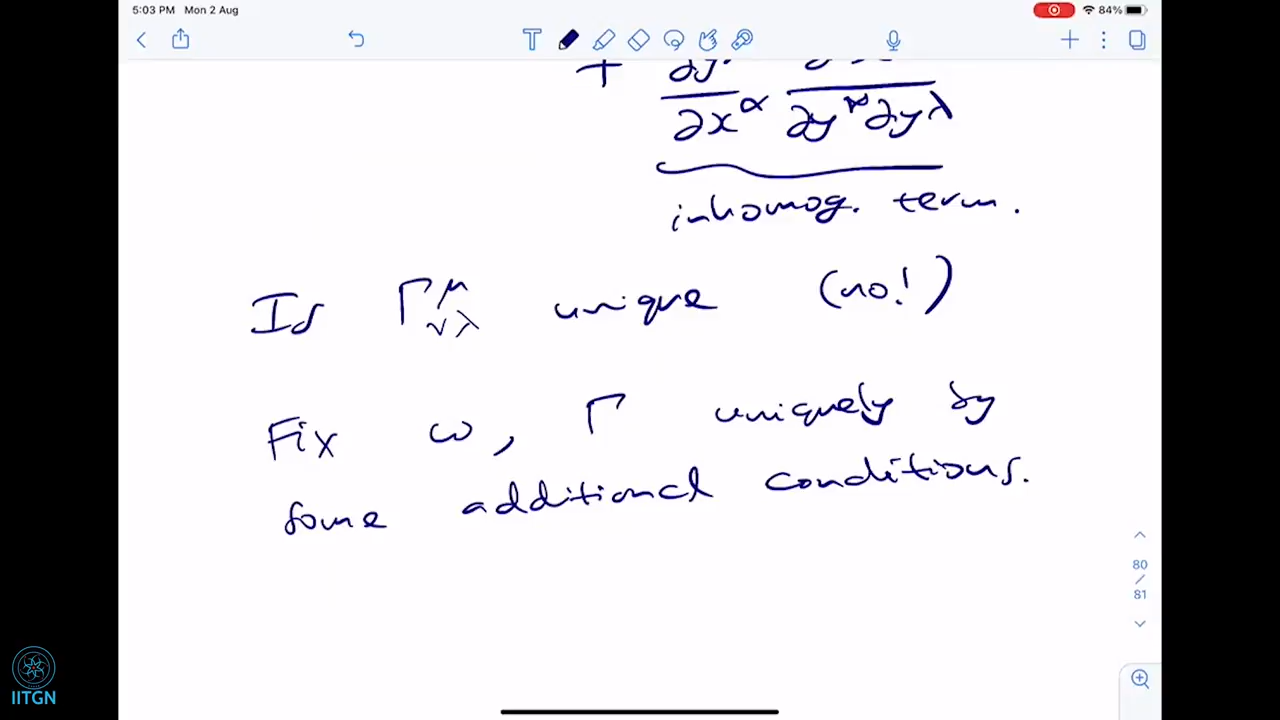 5:03 PM Mon 2 Aug
84%
+ ∂y
∂x^α ∂y^ν ∂y^λ
inhomog. term.
Is Γ^μ_νλ unique (no!)
Fix ω, Γ uniquely by
some additional conditions.
80
/
81
IITGN